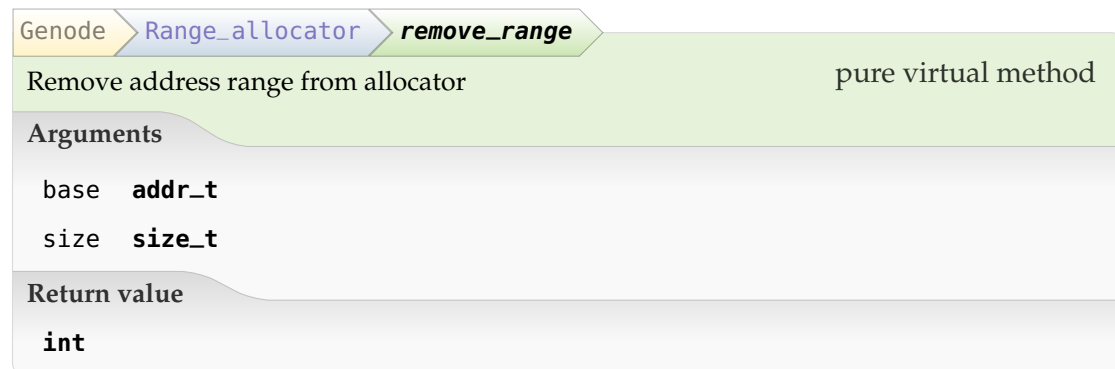 Genode Range_allocator remove_range
Remove address range from allocator pure virtual method
Arguments
base addr_t
size size_t
Return value
int